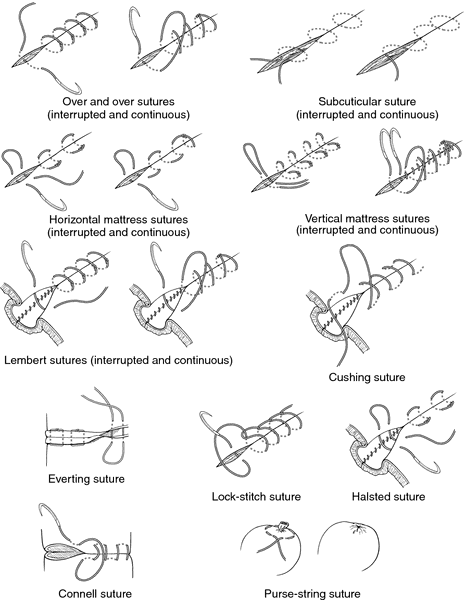 Over and over sutures
(interrupted and continuous)
Subcuticular suture
(interrupted and continuous)
Horizontal mattress sutures
(interrupted and continuous)
Vertical mattress sutures
(interrupted and continuous)
Lembert sutures (interrupted and continuous)
Cushing suture
Everting suture
Lock-stitch suture
Halsted suture
Connell suture
Purse-string suture